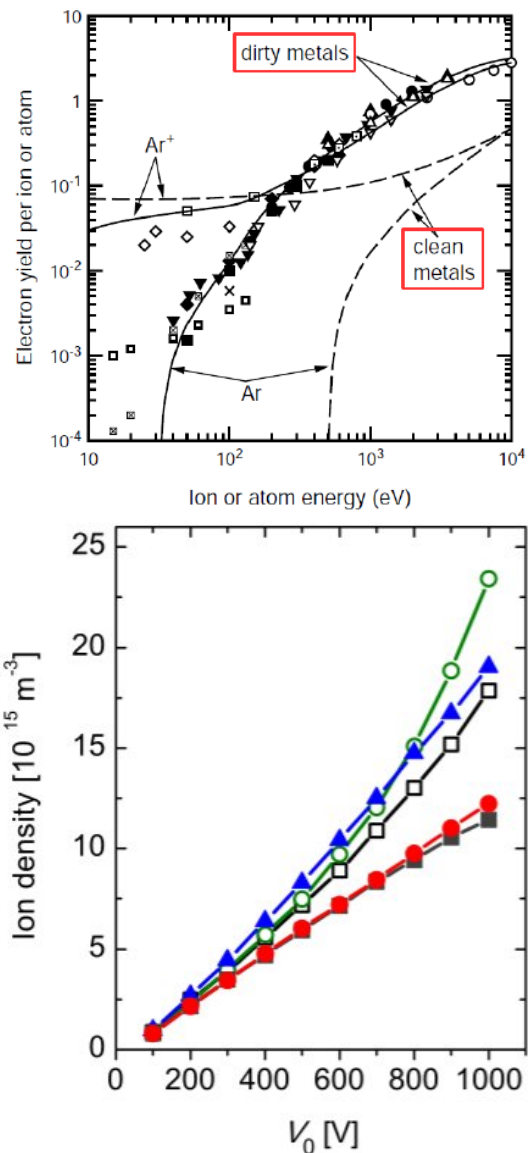 10
1
10⁻¹
10⁻²
10⁻³
10⁻⁴
Electron yield per ion or atom
dirty metals
Ar⁺
clean
metals
Ar
10
10²
10³
10⁴
Ion or atom energy (eV)
25
20
15
10
5
0
Ion density [10 ¹⁵ m⁻³]
0 200 400 600 800 1000
V₀ [V]